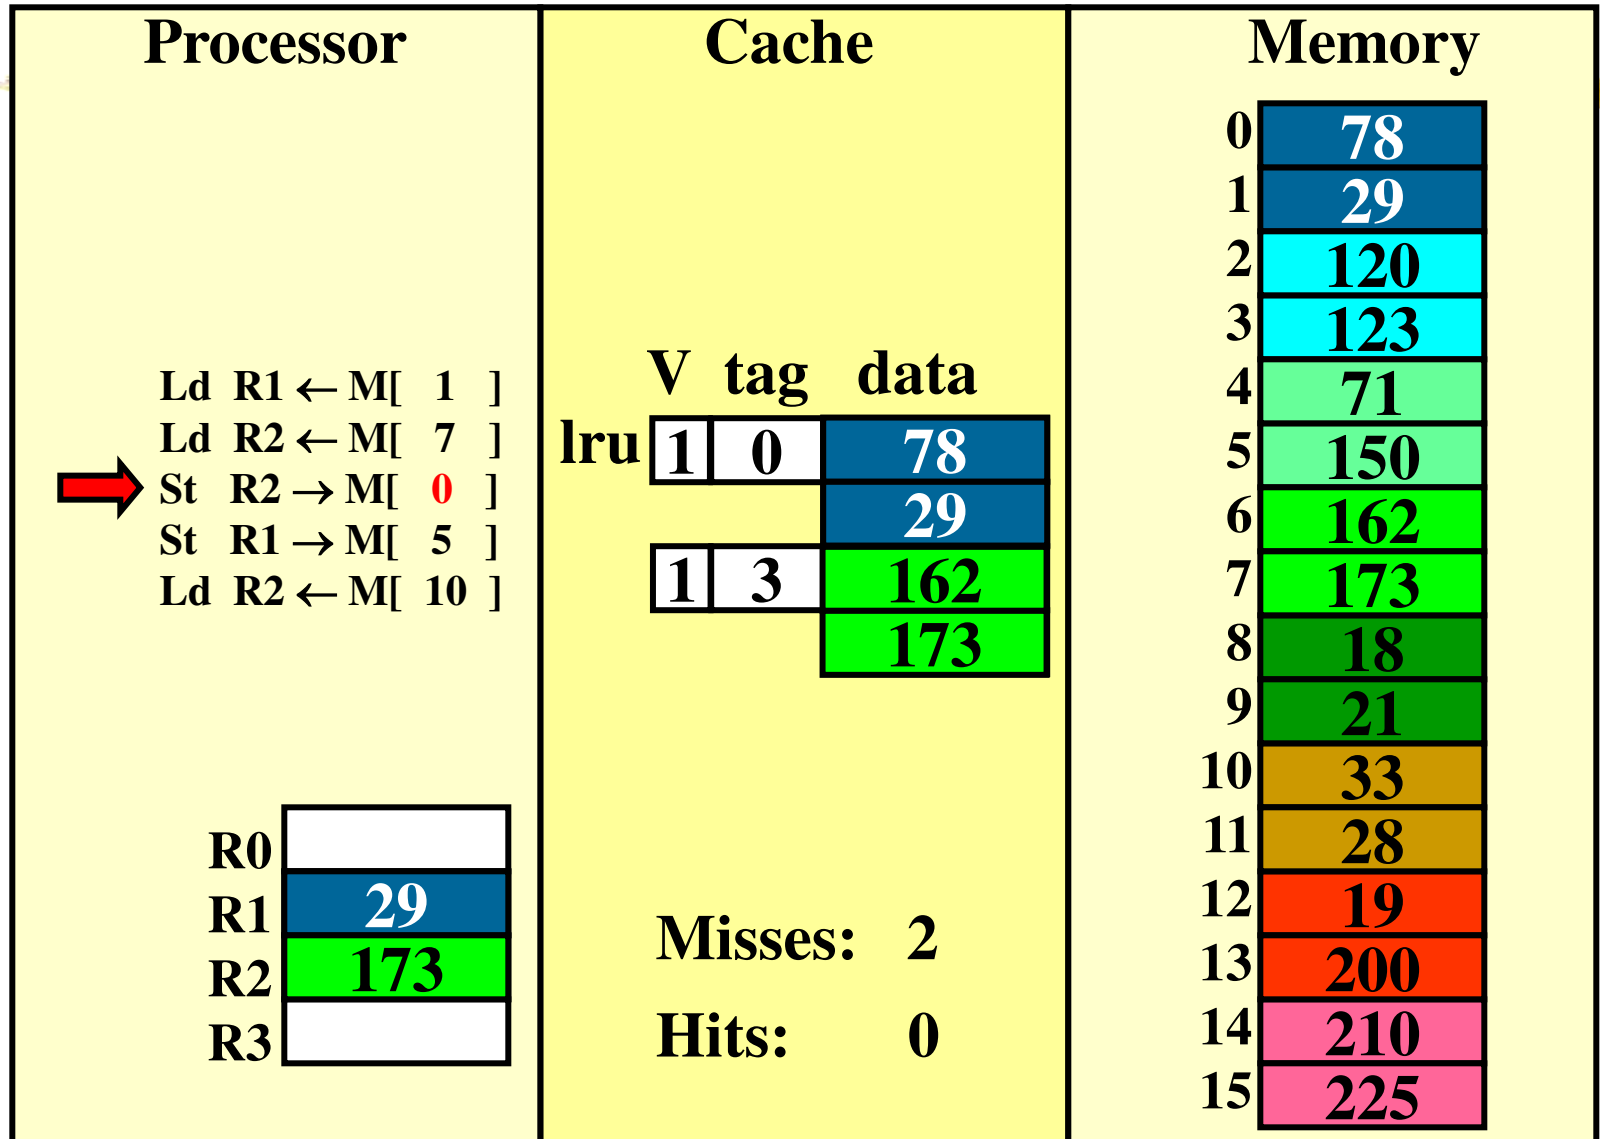 Processor
Ld R1 ← M[ 1 ]
Ld R2 ← M[ 7 ]
St R2 → M[ 0 ]
St R1 → M[ 5 ]
Ld R2 ← M[ 10 ]
R0
R1 29
R2 173
R3
Cache
V tag data
lru 1 0 78
29
1 3 162
173
Misses: 2
Hits: 0
Memory
0 78
1 29
2 120
3 123
4 71
5 150
6 162
7 173
8 18
9 21
10 33
11 28
12 19
13 200
14 210
15 225